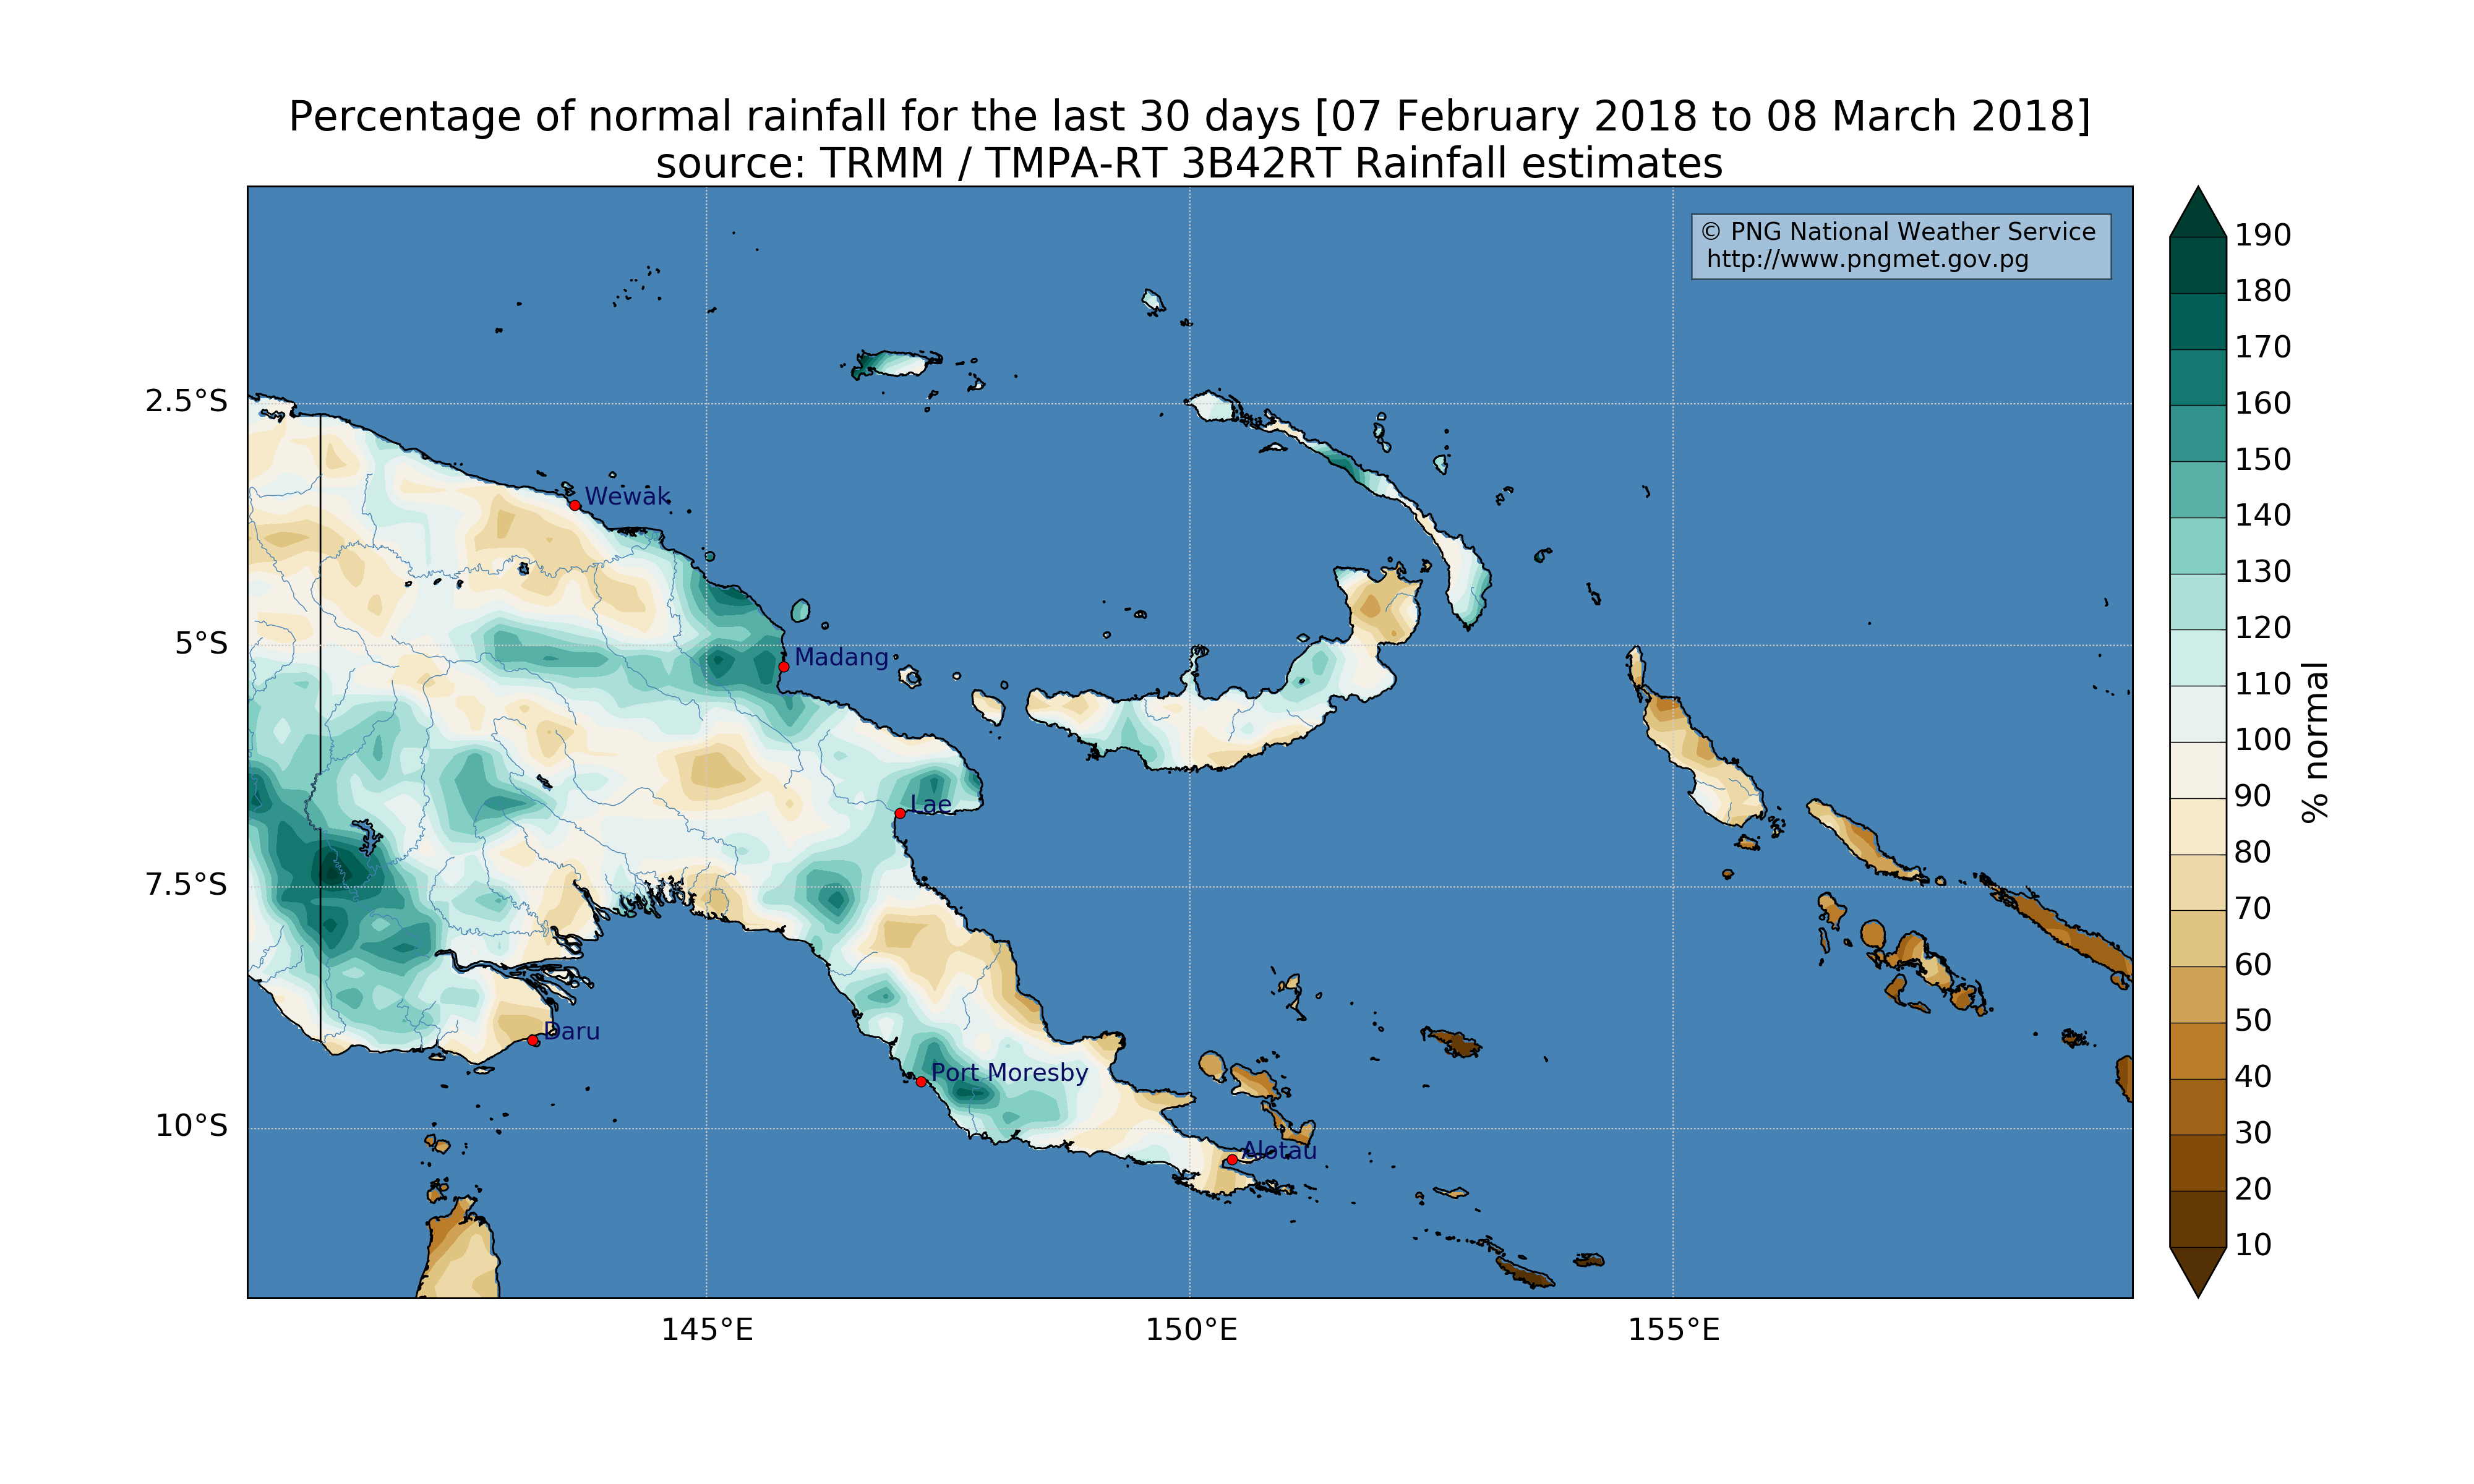 Percentage of normal rainfall for the last 30 days [07 February 2018 to 08 March 2018]
source: TRMM / TMPA-RT 3B42RT Rainfall estimates
© PNG National Weather Service
http://www.pngmet.gov.pg
190
180
170
160
150
140
130
120
110
100
90
80
70
60
50
40
30
20
10
% normal
2.5°S
5°S
7.5°S
10°S
Wewak
Madang
Lae
Daru
Port Moresby
Alotau
145°E
150°E
155°E